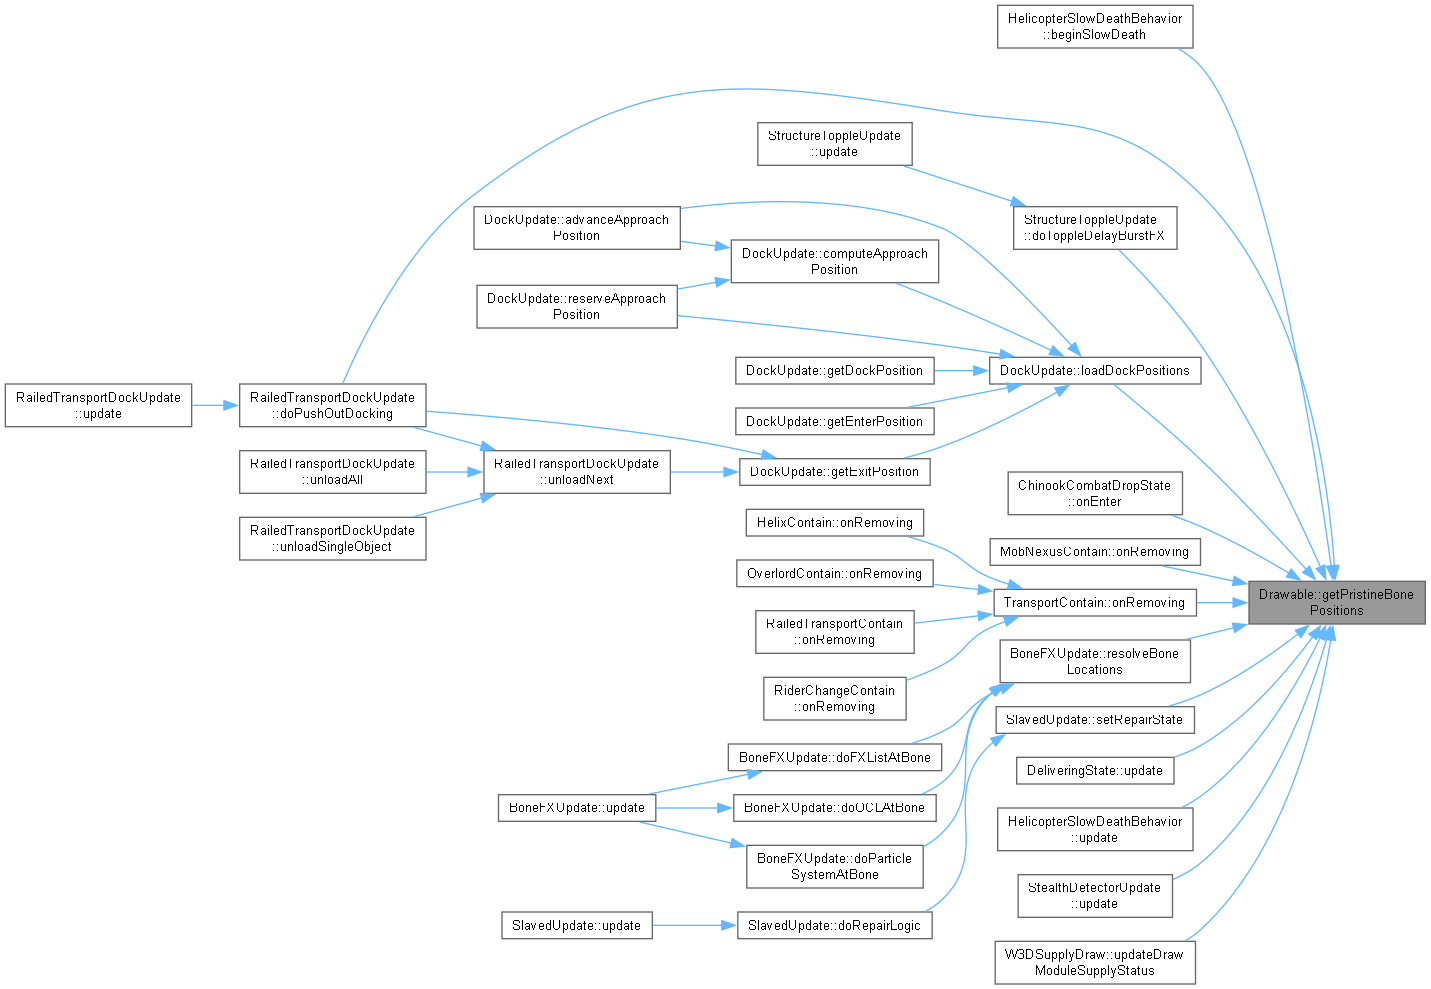 HelicopterSlowDeathBehavior
::beginSlowDeath
StructureToppleUpdate
::update
StructureToppleUpdate
::doToppleDelayBurstFX
DockUpdate::advanceApproach
Position
DockUpdate::computeApproach
Position
DockUpdate::reserveApproach
Position
DockUpdate::getDockPosition
DockUpdate::loadDockPositions
RailedTransportDockUpdate
::update
RailedTransportDockUpdate
::doPushOutDocking
DockUpdate::getEnterPosition
RailedTransportDockUpdate
::unloadAll
RailedTransportDockUpdate
::unloadNext
DockUpdate::getExitPosition
ChinookCombatDropState
::onEnter
HelixContain::onRemoving
RailedTransportDockUpdate
::unloadSingleObject
MobNexusContain::onRemoving
OverlordContain::onRemoving
TransportContain::onRemoving
Drawable::getPristineBone
Positions
RailedTransportContain
::onRemoving
BoneFXUpdate::resolveBone
Locations
RiderChangeContain
::onRemoving
SlavedUpdate::setRepairState
BoneFXUpdate::doFXListAtBone
DeliveringState::update
BoneFXUpdate::update
BoneFXUpdate::doOCLAtBone
HelicopterSlowDeathBehavior
::update
BoneFXUpdate::doParticle
SystemAtBone
StealthDetectorUpdate
::update
SlavedUpdate::update
SlavedUpdate::doRepairLogic
W3DSupplyDraw::updateDraw
ModuleSupplyStatus